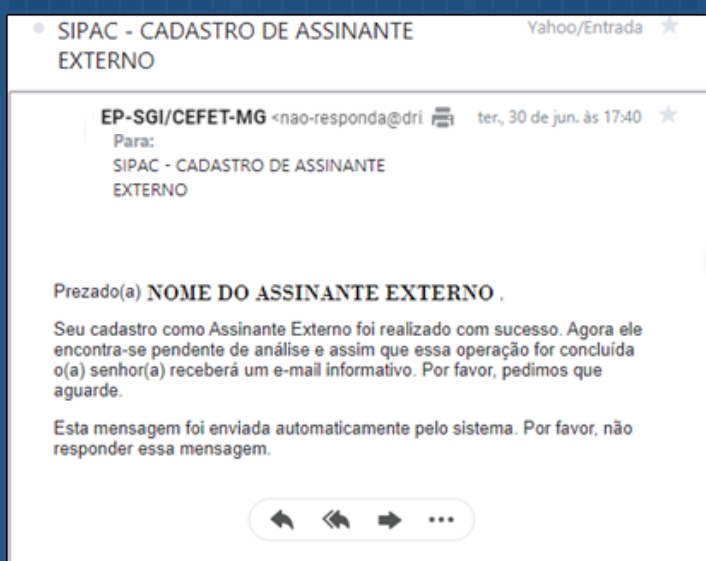 SIPAC - CADASTRO DE ASSINANTE
EXTERNO
Yahoo/Entrada
EP-SGI/CEFET-MG <nao-responda@dri
ter., 30 de jun. às 17:40
Para:
SIPAC - CADASTRO DE ASSINANTE
EXTERNO
Prezado(a) NOME DO ASSINANTE EXTERNO ,
Seu cadastro como Assinante Externo foi realizado com sucesso. Agora ele
encontra-se pendente de análise e assim que essa operação for concluída
o(a) senhor(a) receberá um e-mail informativo. Por favor, pedimos que
aguarde.
Esta mensagem foi enviada automaticamente pelo sistema. Por favor, não
responder essa mensagem.